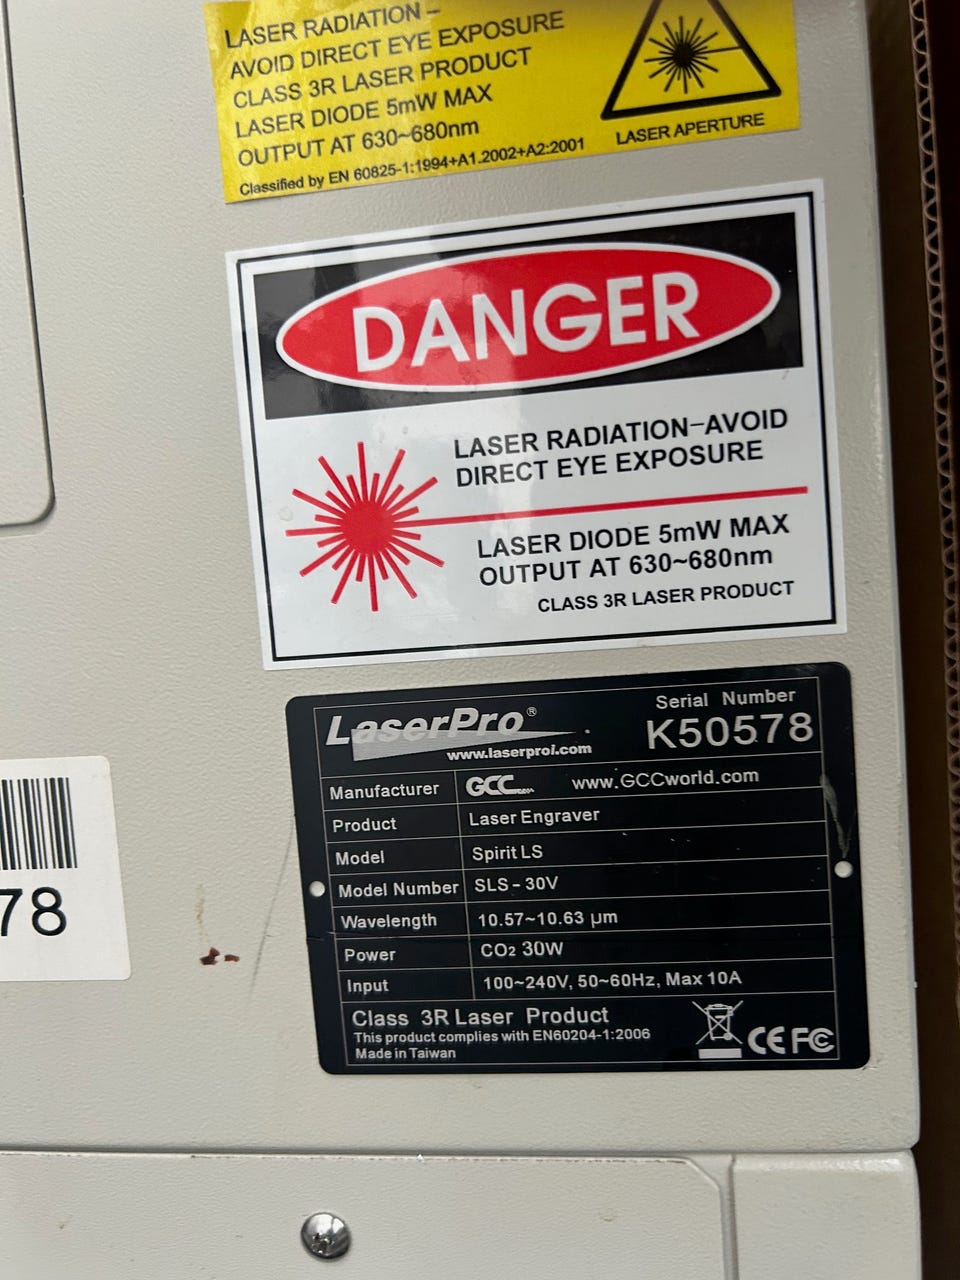 LASER RADIATION –
AVOID DIRECT EYE EXPOSURE
CLASS 3R LASER PRODUCT
LASER DIODE 5mW MAX
OUTPUT AT 630~680nm
Classified by EN 60825-1:1994+A1.2002+A2:2001
LASER APERTURE
DANGER
LASER RADIATION–AVOID
DIRECT EYE EXPOSURE
LASER DIODE 5mW MAX
OUTPUT AT 630~680nm
CLASS 3R LASER PRODUCT
LaserPro®
www.laserproi.com
Serial Number
K50578
Manufacturer GCC www.GCCworld.com
Product Laser Engraver
Model Spirit LS
Model Number SLS - 30V
Wavelength 10.57~10.63 µm
Power CO2 30W
Input 100~240V, 50~60Hz, Max 10A
Class 3R Laser Product
This product complies with EN60204-1:2006
Made in Taiwan
CE FC
78